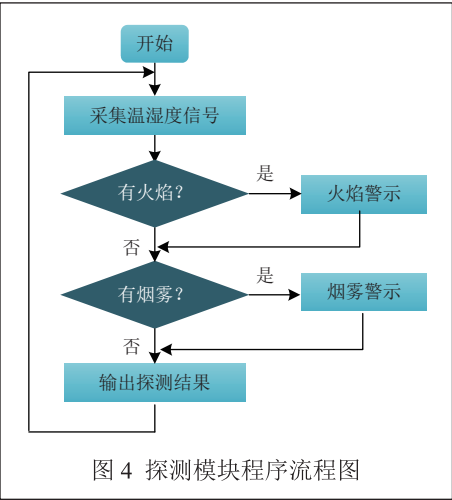 开始
采集温湿度信号
有火焰？
是
火焰警示
否
有烟雾？
是
烟雾警示
否
输出探测结果
图 4 探测模块程序流程图